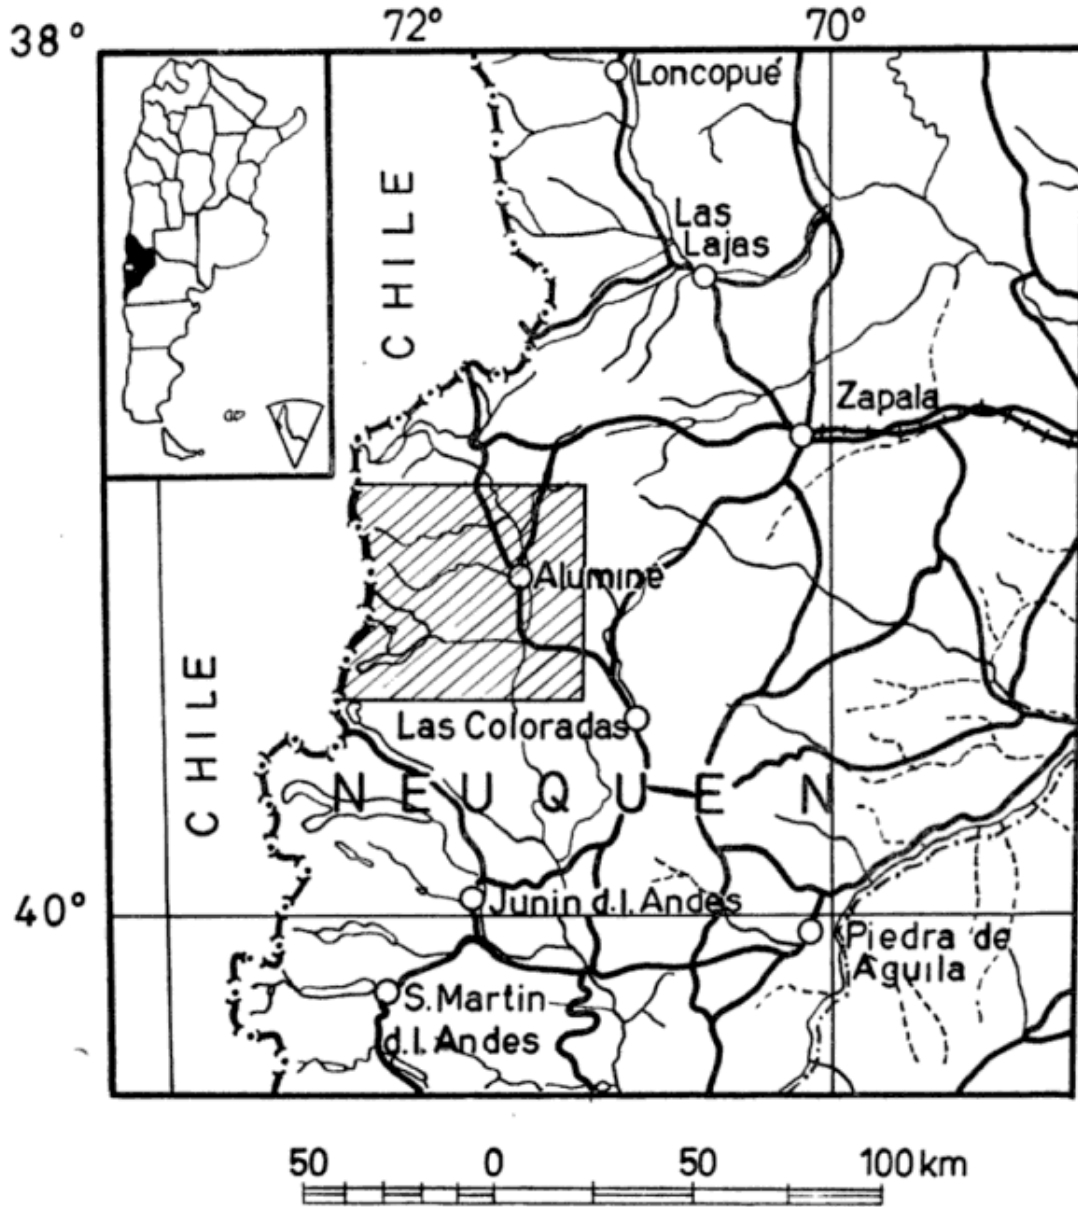 72° 70°
38°
Loncopué
CHILE
Las
Lajas
Zapala
Aluminé
CHILE
Las Coloradas
NEUQUEN
40°
Junin d.l. Andes
Piedra de
Aguila
S. Martin
d.l. Andes
50 0 50 100 km